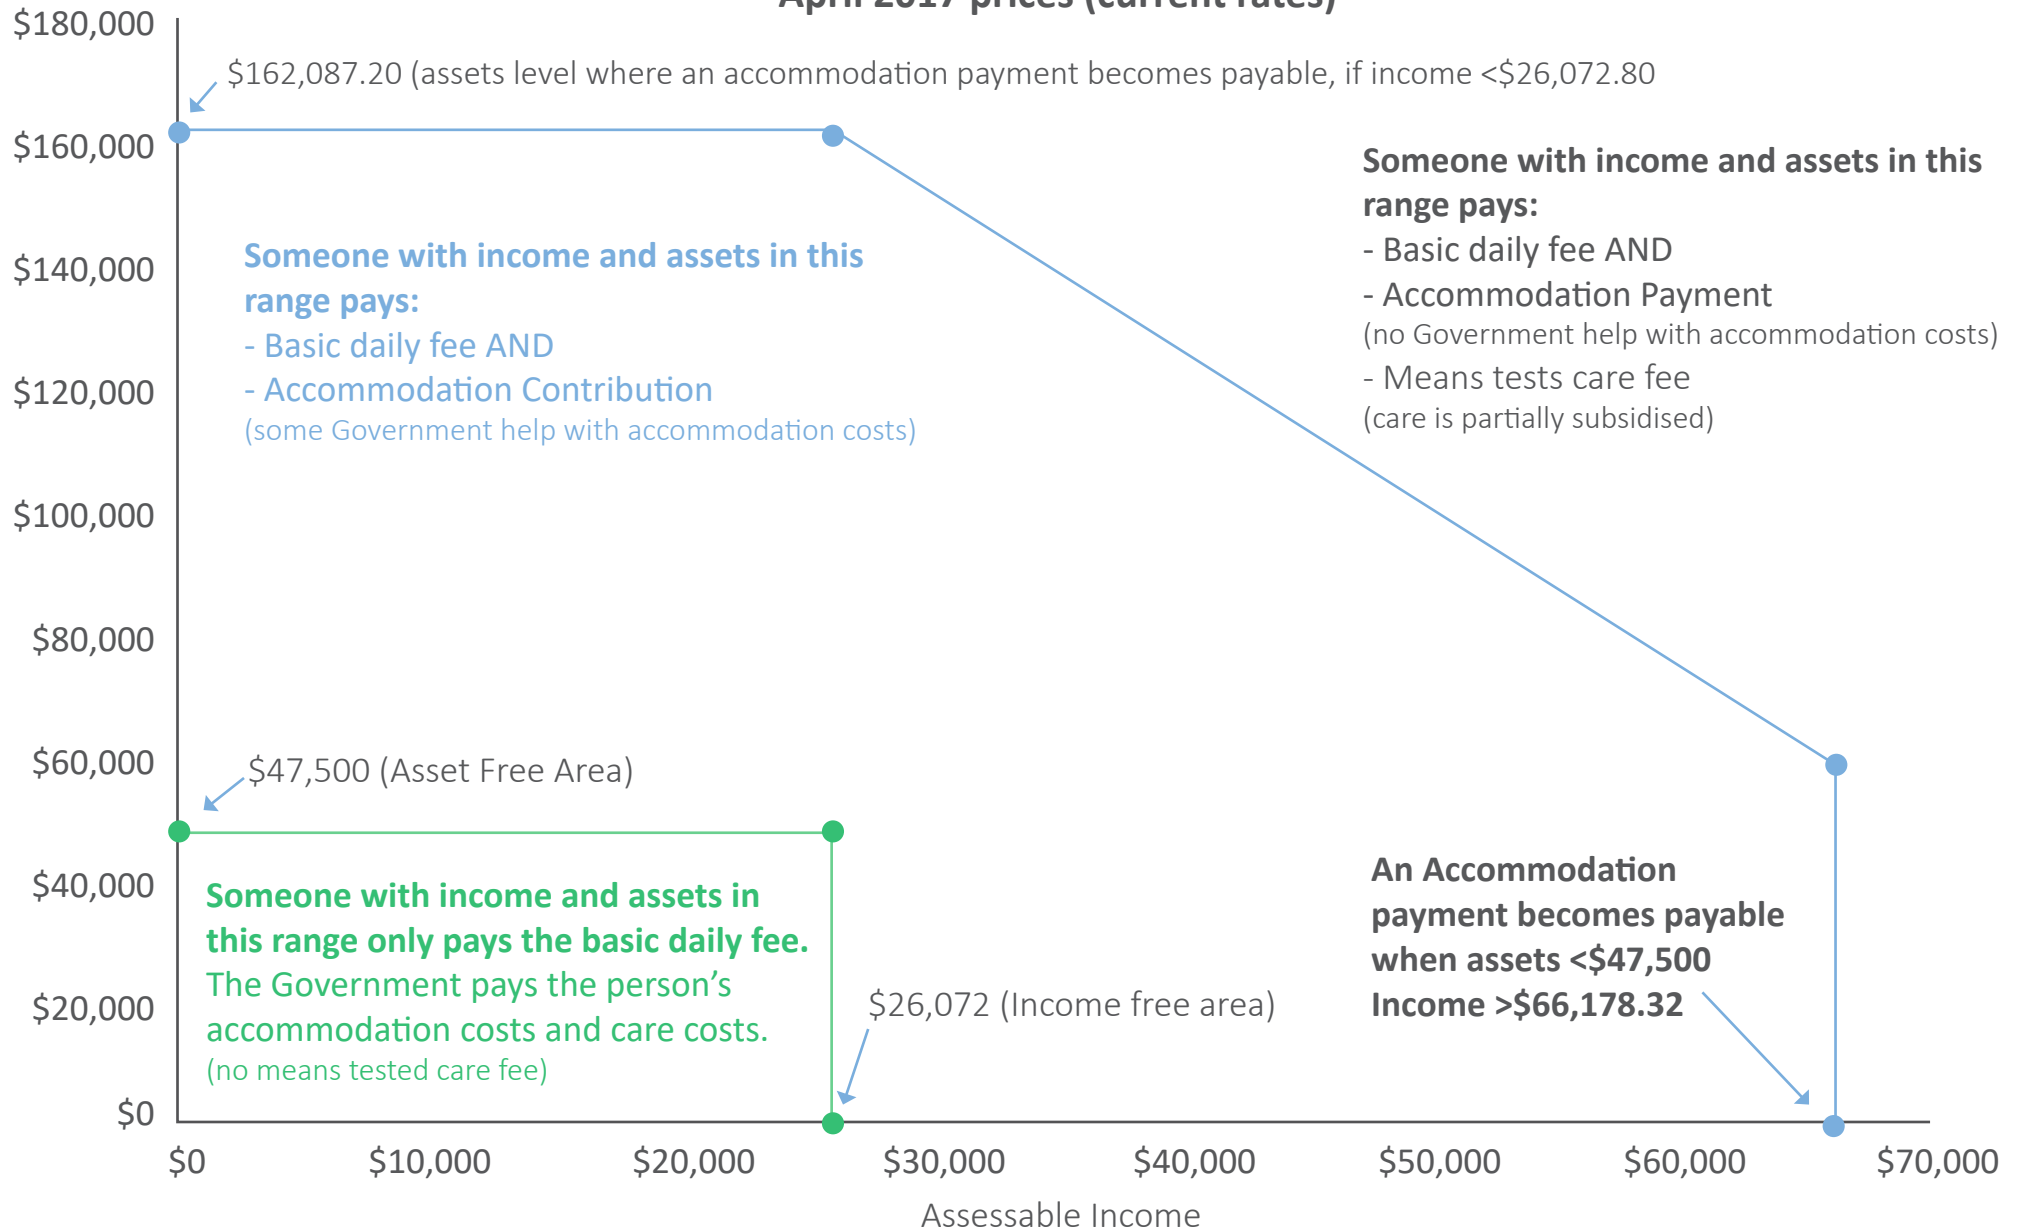 April 2017 prices (current rates)
$180,000
$162,087.20 (assets level where an accommodation payment becomes payable, if income <$26,072.80
$160,000
Someone with income and assets in this
range pays:
- Basic daily fee AND
- Accommodation Payment
(no Government help with accommodation costs)
- Means tests care fee
(care is partially subsidised)
Someone with income and assets in this
range pays:
- Basic daily fee AND
- Accommodation Contribution
(some Government help with accommodation costs)
$140,000
$120,000
$100,000
$80,000
$60,000
$47,500 (Asset Free Area)
$40,000
Someone with income and assets in
this range only pays the basic daily fee.
The Government pays the person’s
accommodation costs and care costs.
(no means tested care fee)
$26,072 (Income free area)
An Accommodation
payment becomes payable
when assets <$47,500
Income >$66,178.32
$20,000
$0
$0
$10,000
$20,000
$30,000
$40,000
$50,000
$60,000
$70,000
Assessable Income